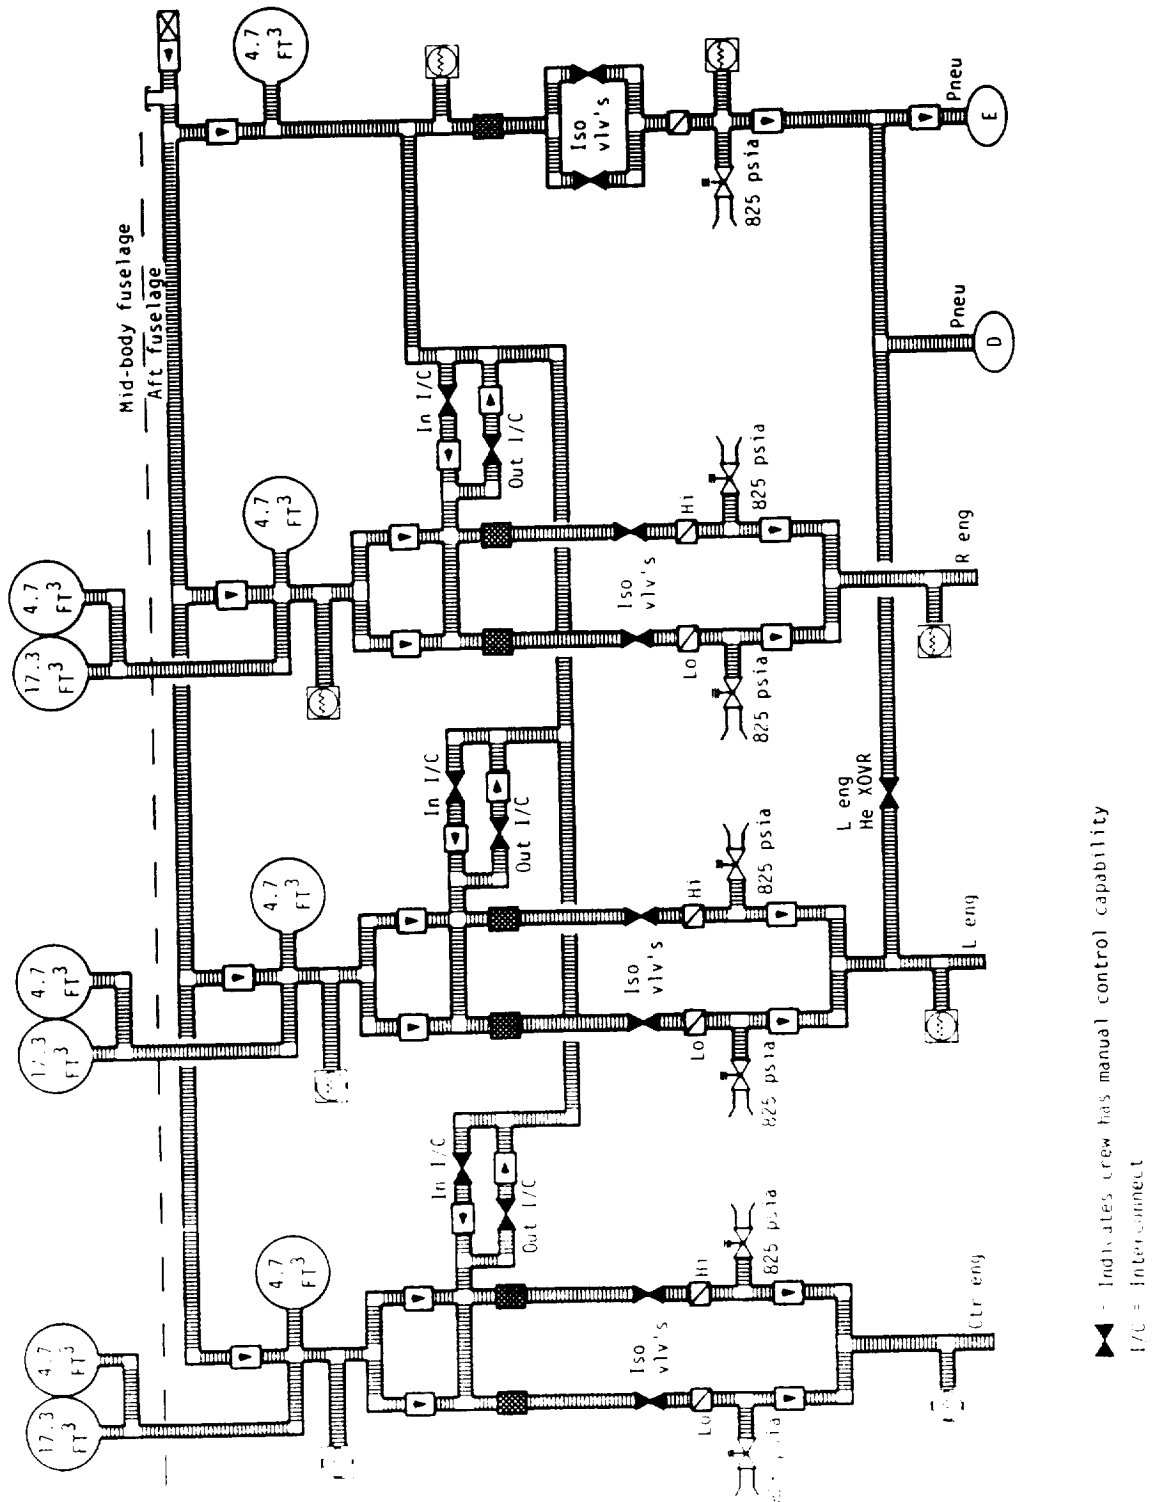 Mid-body fuselage
Aft fuselage
4.7
FT3
4.7
FT3
17.3
FT3
4.7
FT3
4.7
FT3
17.3
FT3
4.7
FT3
4.7
FT3
17.3
FT3
4.7
FT3
In I/C
Out I/C
In I/C
Out I/C
In I/C
Out I/C
Iso
vlv's
Iso
vlv's
Iso
vlv's
Iso
vlv's
Hi
Lo
Hi
Lo
Hi
Lo
825 psia
825 psia
825 psia
825 psia
825 psia
825 psia
psia
L eng
He XOVR
Pneu
E
Pneu
D
R eng
L eng
Ctr eng
- Indicates crew has manual control capability
I/C = Interconnect